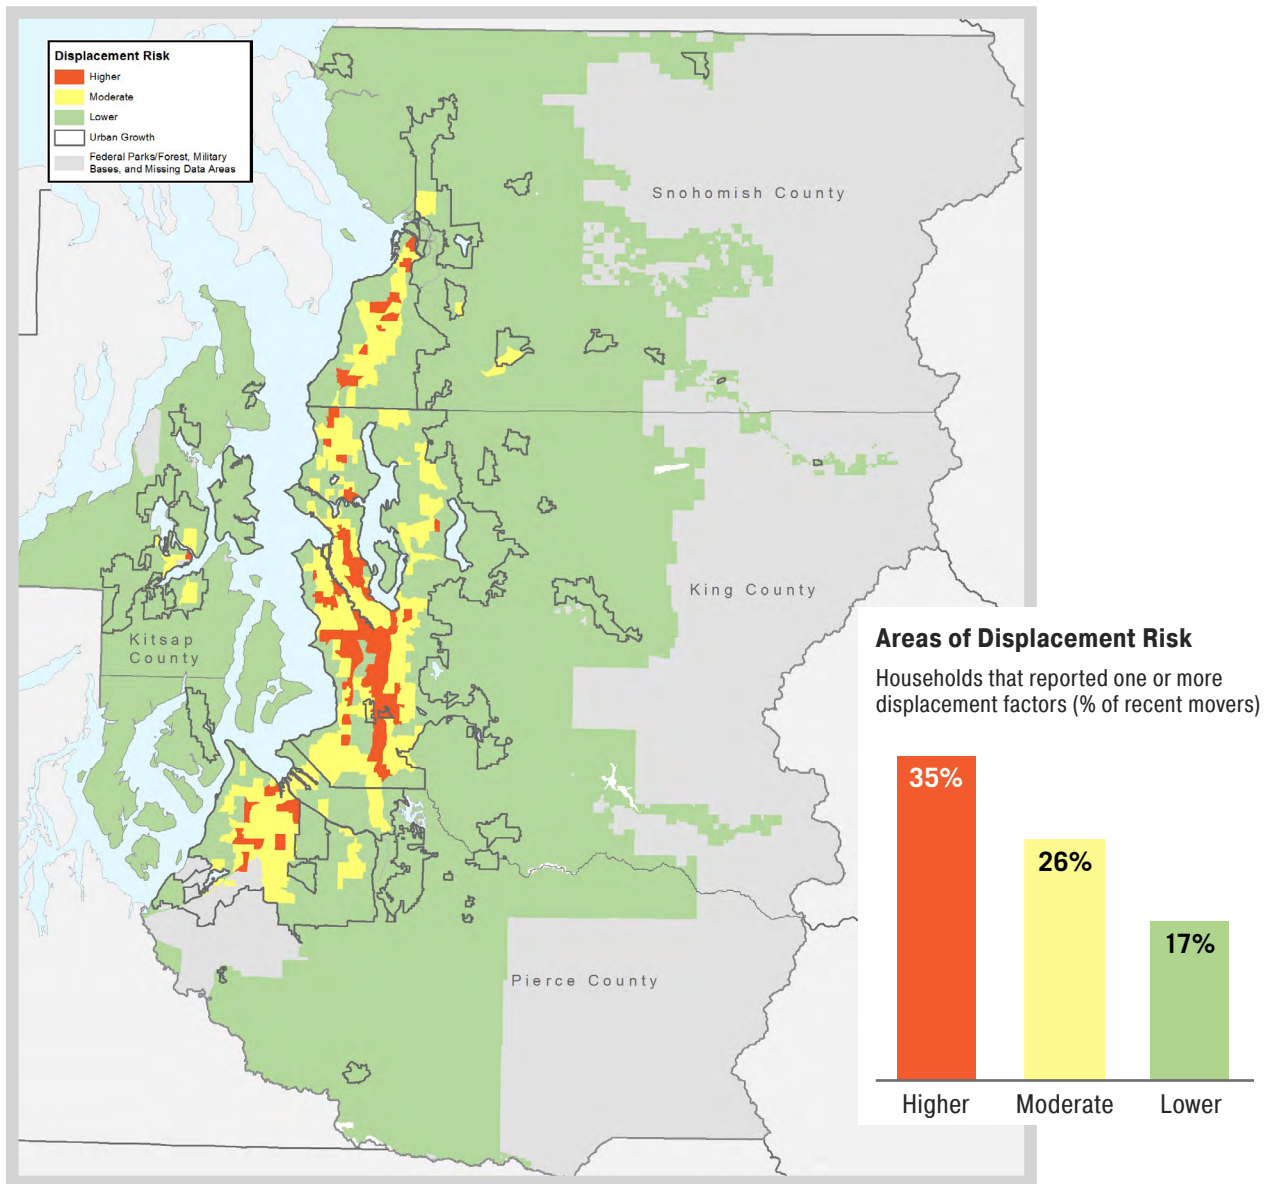 Displacement Risk
Higher
Moderate
Lower
Urban Growth
Federal Parks/Forest, Military
Bases, and Missing Data Areas
Snohomish County
King County
Kitsap
County
Pierce County
Areas of Displacement Risk
Households that reported one or more
displacement factors (% of recent movers)
35%
26%
17%
Higher
Moderate
Lower